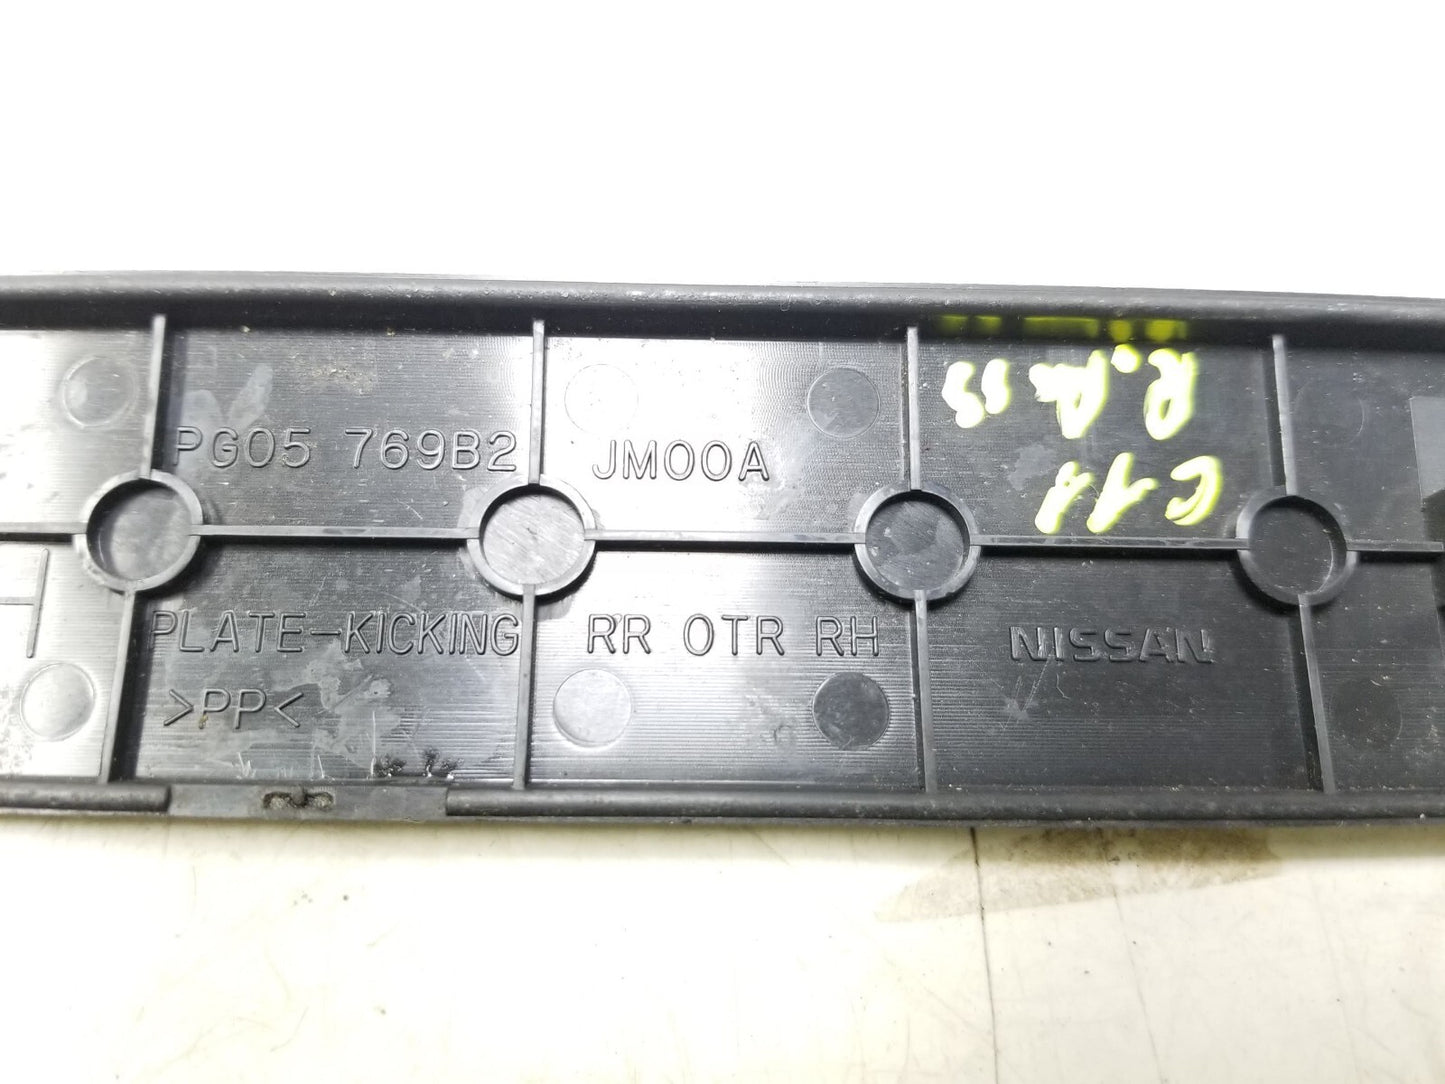 PG05 769B2 JM00A
PLATE-KICKING RR OTR RH NISSAN
>PP<